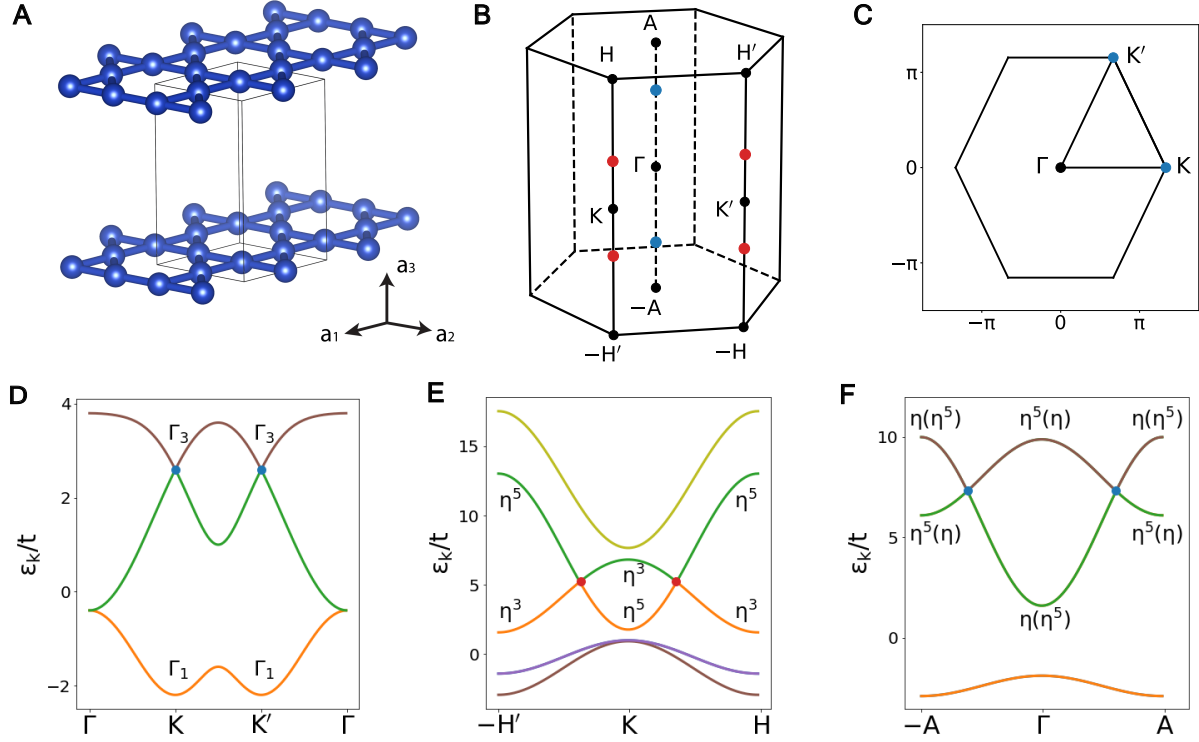 A
a₃
a₁
a₂
B
A
H
H′
Γ
K
K′
−A
−H′
−H
C
π
0
−π
−π
0
π
K′
Γ
K
D
4
2
0
−2
εₖ/t
Γ₃
Γ₃
Γ₁
Γ₁
Γ
K
K′
Γ
E
15
10
5
0
εₖ/t
η⁵
η⁵
η³
η³
η⁵
η³
−H′
K
H
F
10
5
0
εₖ/t
η(η⁵)
η⁵(η)
η(η⁵)
η⁵(η)
η⁵(η)
η(η⁵)
−A
Γ
A